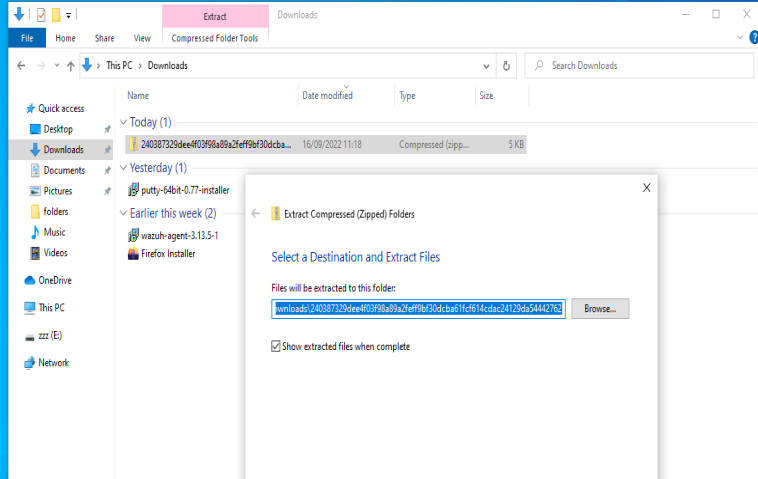 Extract
Downloads
File
Home
Share
View
Compressed Folder Tools
This PC > Downloads
Search Downloads
Name
Date modified
Type
Size
Quick access
Desktop
Downloads
Documents
Pictures
folders
Music
Videos
OneDrive
This PC
zzz (E:)
Network
Today (1)
240387329dee4f03f98a89a2feff9bf30dcba... 16/09/2022 11:18 Compressed (zipp... 5 KB
Yesterday (1)
putty-64bit-0.77-installer
Earlier this week (2)
wazuh-agent-3.13.5-1
Firefox Installer
X
Extract Compressed (Zipped) Folders
Select a Destination and Extract Files
Files will be extracted to this folder:
wnloads\240387329dee4f03f98a89a2feff9bf30dcba61fcf614cdac24129da54442762
Browse...
Show extracted files when complete